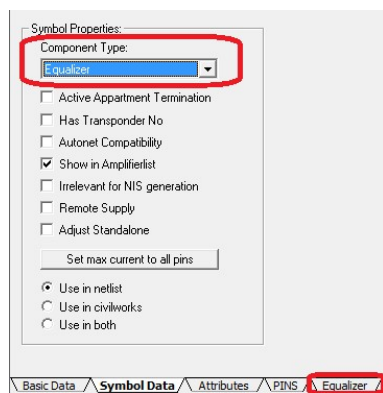 Symbol Properties:
Component Type:
Equalizer
Active Appartment Termination
Has Transponder No
Autonet Compatibility
Show in Amplifierlist
Irrelevant for NIS generation
Remote Supply
Adjust Standalone
Set max current to all pins
Use in netlist
Use in civilworks
Use in both
Basic Data Symbol Data Attributes PINS Equalizer